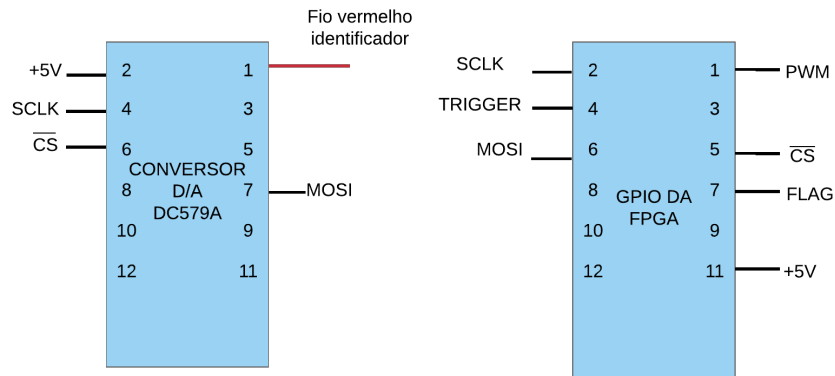 Fio vermelho
identificador
+5V
2
1
SCLK
4
3
CS
6
5
CONVERSOR
D/A
DC579A
8
7
MOSI
10
9
12
11
SCLK
2
1
PWM
TRIGGER
4
3
MOSI
6
5
CS
8
7
FLAG
GPIO DA
FPGA
10
9
12
11
+5V